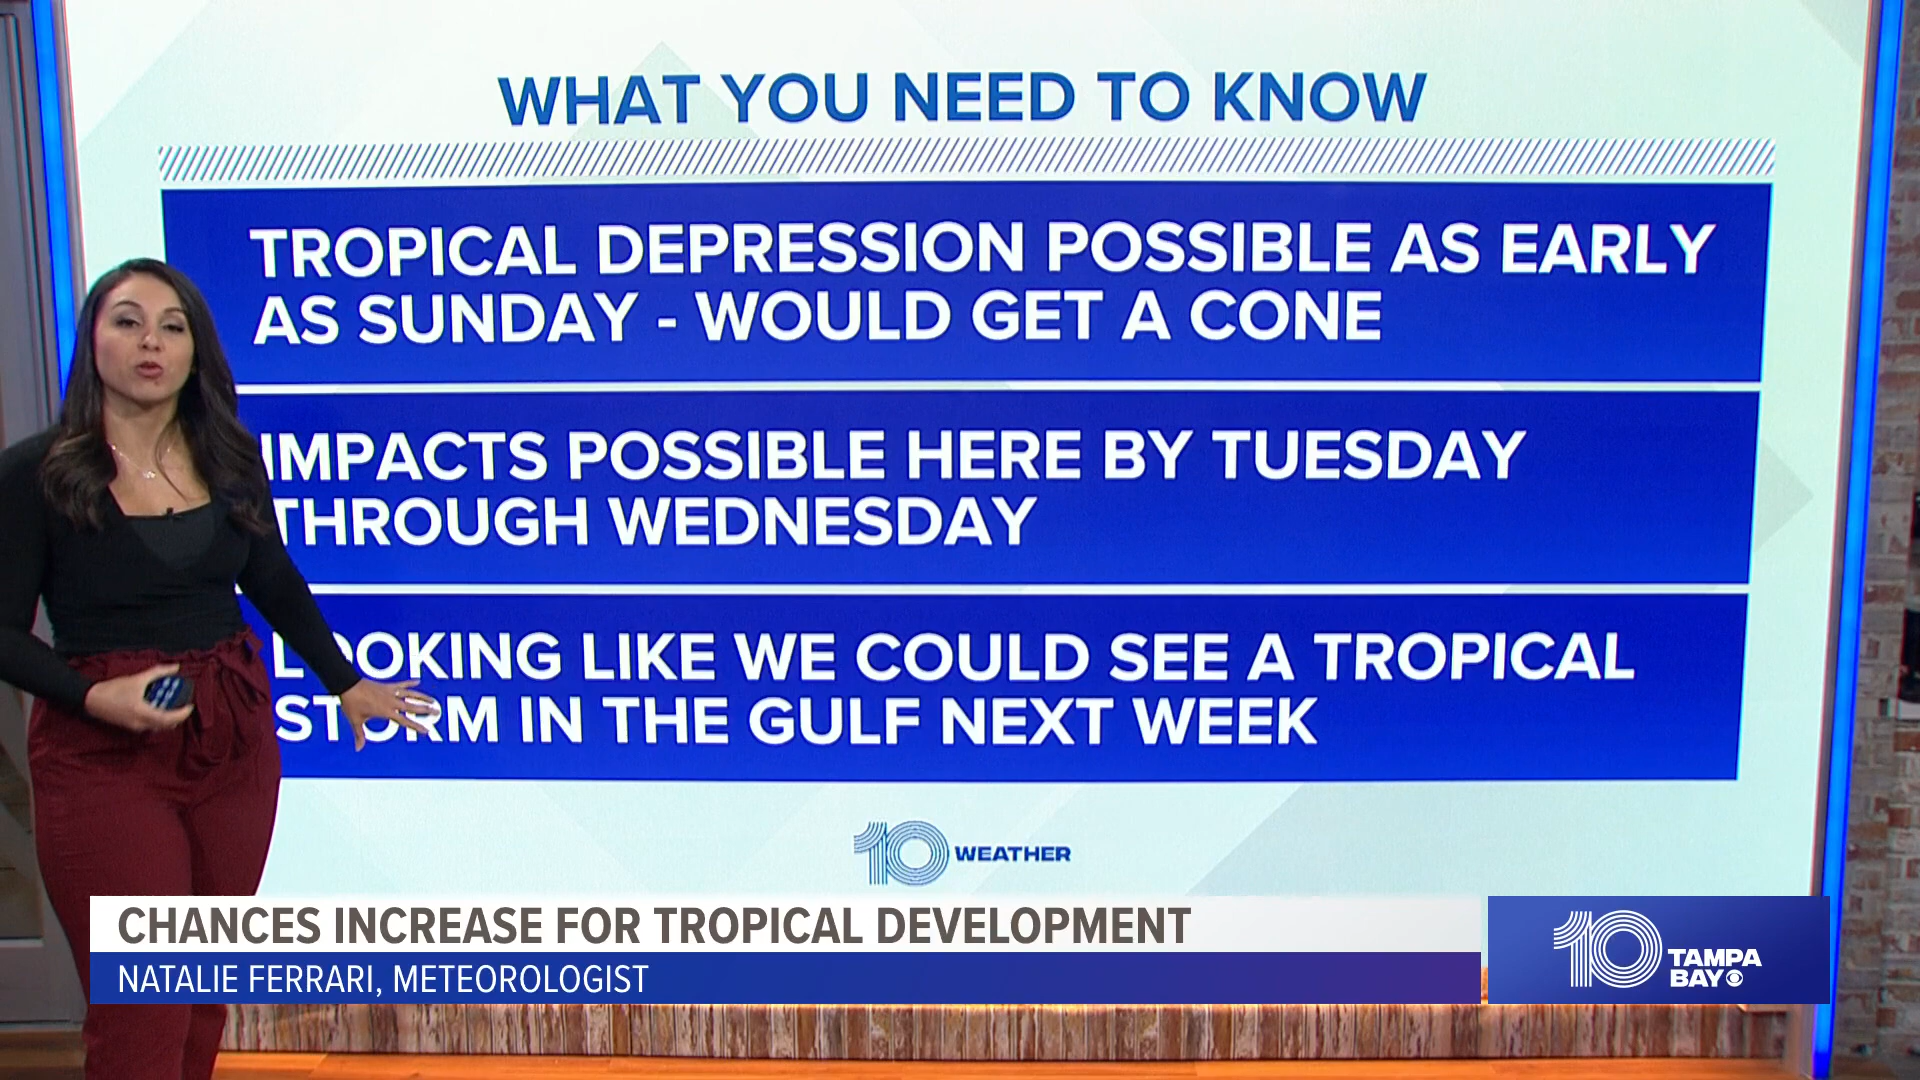 WHAT YOU NEED TO KNOW
TROPICAL DEPRESSION POSSIBLE AS EARLY
AS SUNDAY - WOULD GET A CONE
IMPACTS POSSIBLE HERE BY TUESDAY
THROUGH WEDNESDAY
LOOKING LIKE WE COULD SEE A TROPICAL
STORM IN THE GULF NEXT WEEK
10 WEATHER
CHANCES INCREASE FOR TROPICAL DEVELOPMENT
NATALIE FERRARI, METEOROLOGIST
10 TAMPA
BAY